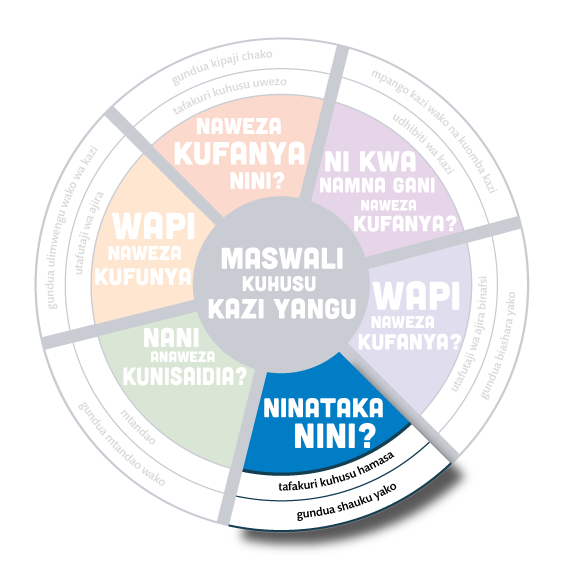 MASWALI
KUHUSU
KAZI YANGU
gundua kipaji chako
tafakuri kuhusu uwezo
NAWEZA
KUFANYA
NINI?
mpango kazi wako na kuomba kazi
udhibiti wa kazi
NI KWA
NAMNA GANI
NAWEZA
KUFANYA?
WAPI
NAWEZA
KUFANYA?
utafutaji wa ajira binafsi
gundua biashara yako
NINATAKA
NINI?
tafakuri kuhusu hamasa
gundua shauku yako
NANI
ANAWEZA
KUNISAIDIA?
mtandao
gundua mtandao wako
WAPI
NAWEZA
KUFUNYA
utafutaji wa ajira
gundua ulimwengu wako wa kazi